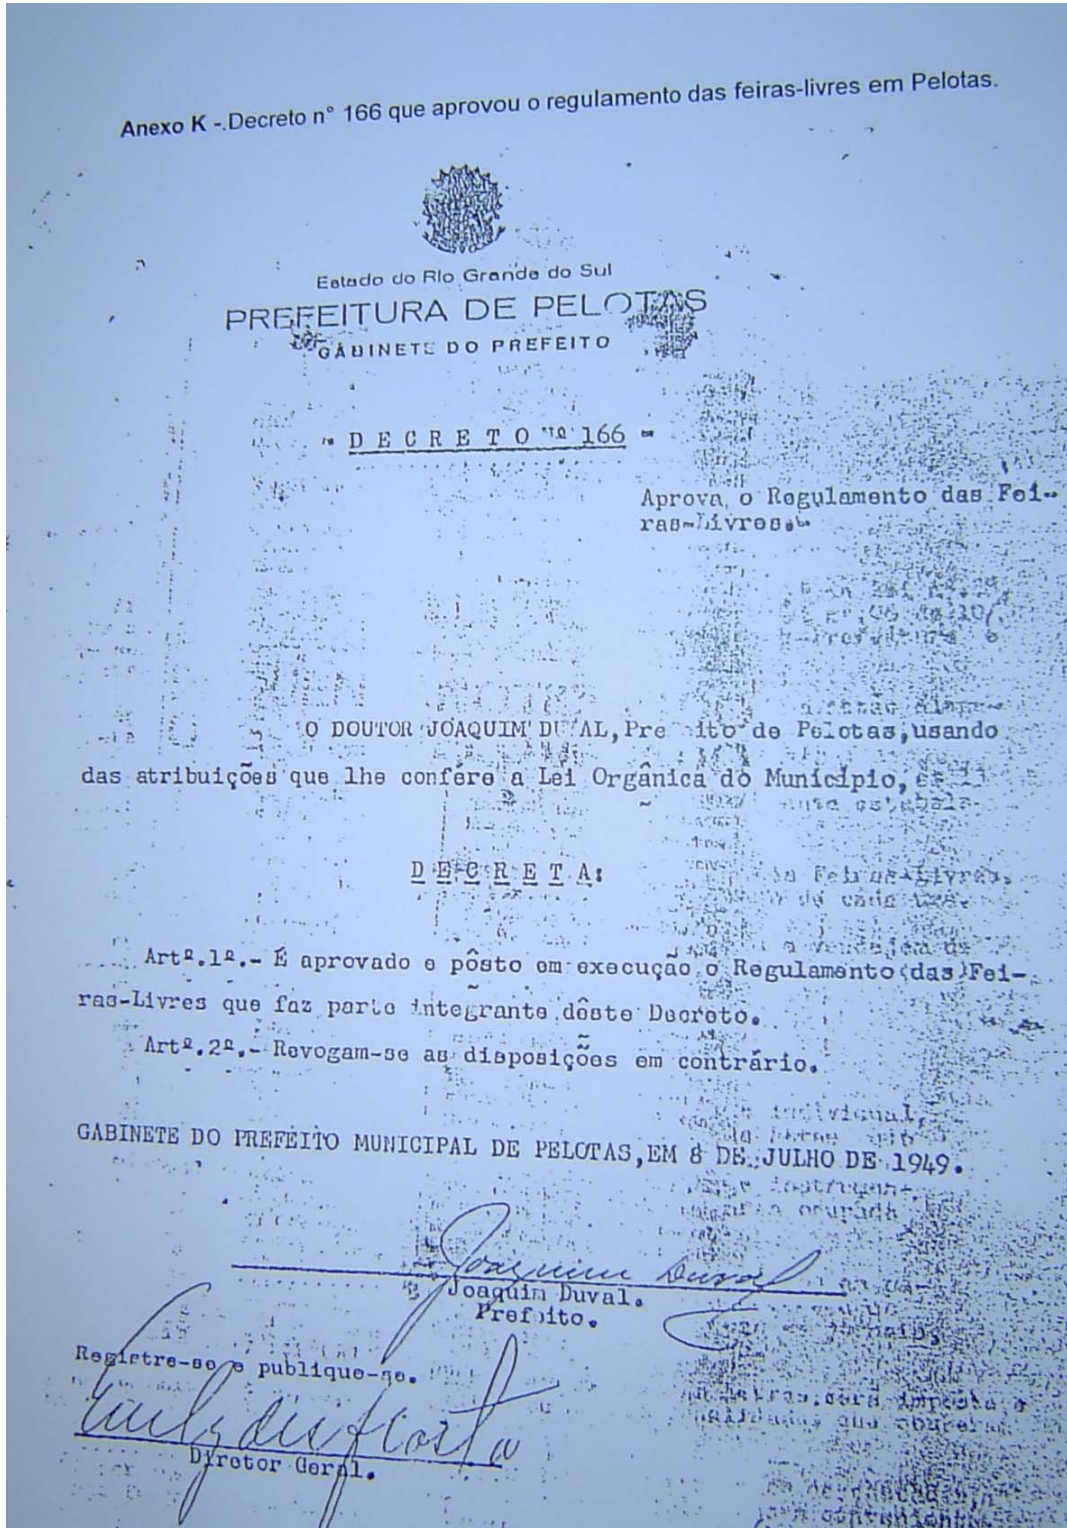 Anexo K -.Decreto n° 166 que aprovou o regulamento das feiras-livres em Pelotas.
Estado do Rio Grande do Sul
PREFEITURA DE PELOTAS
GABINETE DO PREFEITO
- D E C R E T O Nº 166 -
Aprova o Regulamento das Fei-
ras-Livres.
O DOUTOR JOAQUIM DUVAL, Prefeito de Pelotas, usando
das atribuições que lhe confére a Lei Orgânica do Município,
D E C R E T A:
Artº.1º.- É aprovado e pôsto em execução o Regulamento das Fei-
ras-Livres que faz parte integrante dêste Decreto.
Artº.2º.- Revogam-se as disposições em contrário.
GABINETE DO PREFEITO MUNICIPAL DE PELOTAS, EM 8 DE JULHO DE 1949.
Joaquim Duval
Joaquim Duval.
Prefeito.
Registre-se e publique-se.
Diretor Geral.